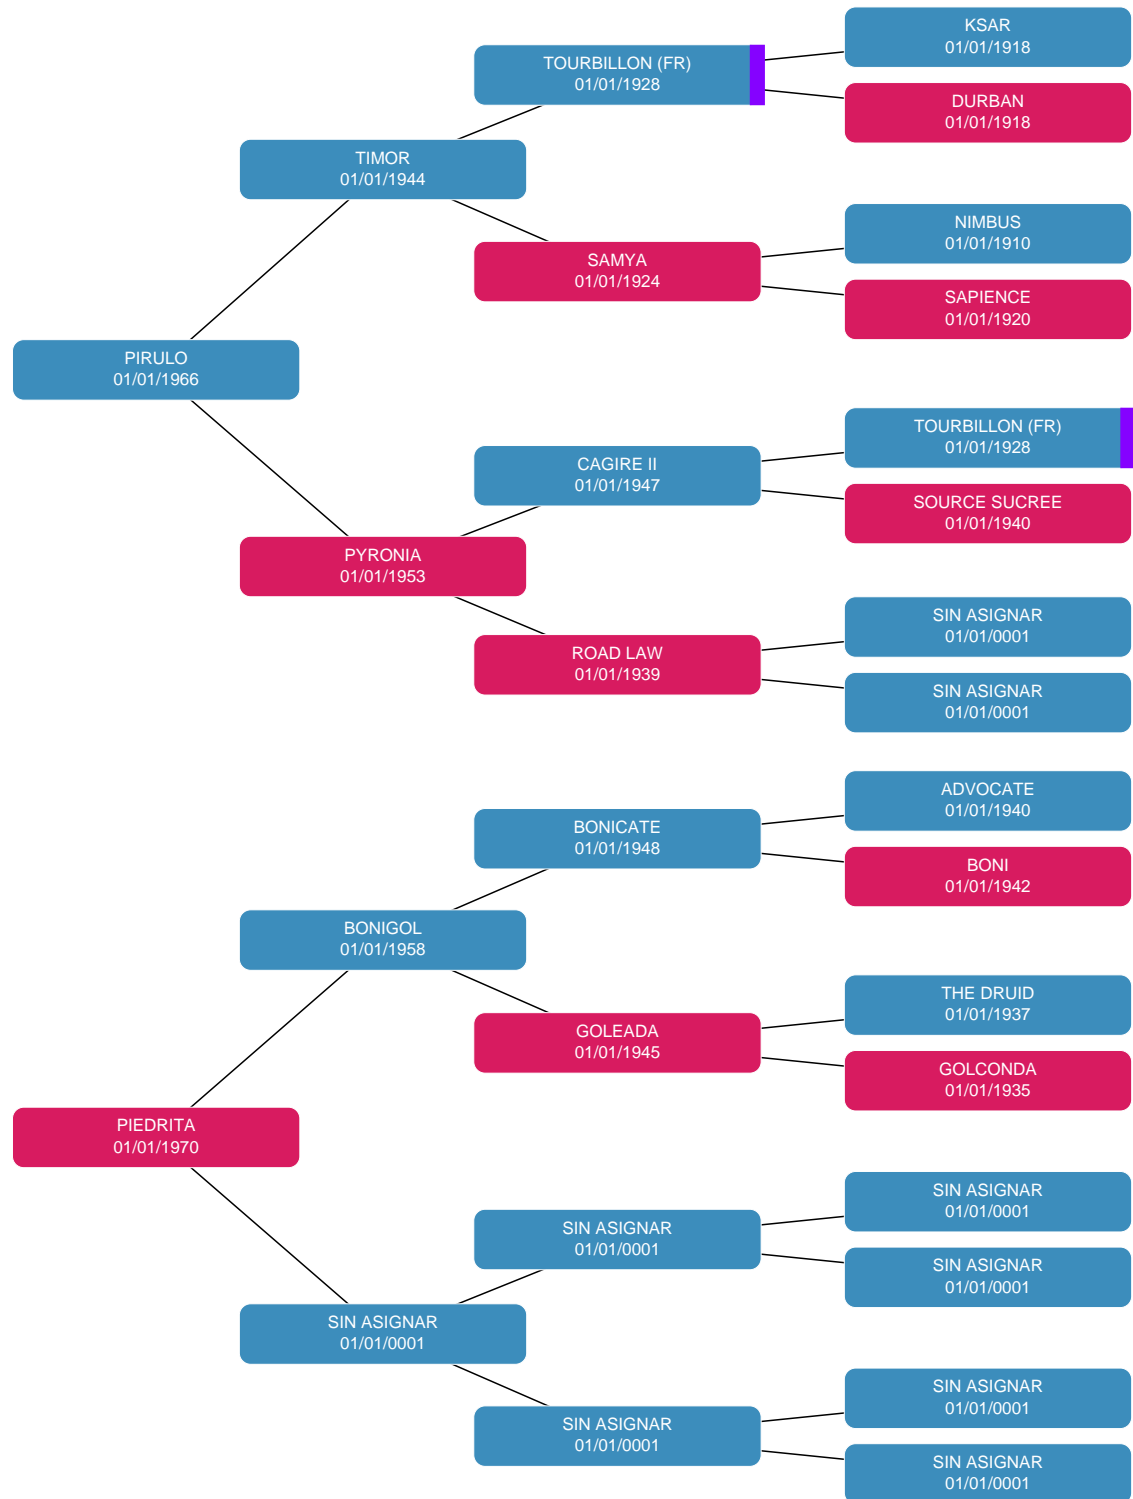 KSAR
01/01/1918
TOURBILLON (FR)
01/01/1928
DURBAN
01/01/1918
TIMOR
01/01/1944
NIMBUS
01/01/1910
SAMYA
01/01/1924
SAPIENCE
01/01/1920
PIRULO
01/01/1966
TOURBILLON (FR)
01/01/1928
CAGIRE II
01/01/1947
SOURCE SUCREE
01/01/1940
PYRONIA
01/01/1953
SIN ASIGNAR
01/01/0001
ROAD LAW
01/01/1939
SIN ASIGNAR
01/01/0001
ADVOCATE
01/01/1940
BONICATE
01/01/1948
BONI
01/01/1942
BONIGOL
01/01/1958
THE DRUID
01/01/1937
GOLEADA
01/01/1945
GOLCONDA
01/01/1935
PIEDRITA
01/01/1970
SIN ASIGNAR
01/01/0001
SIN ASIGNAR
01/01/0001
SIN ASIGNAR
01/01/0001
SIN ASIGNAR
01/01/0001
SIN ASIGNAR
01/01/0001
SIN ASIGNAR
01/01/0001
SIN ASIGNAR
01/01/0001